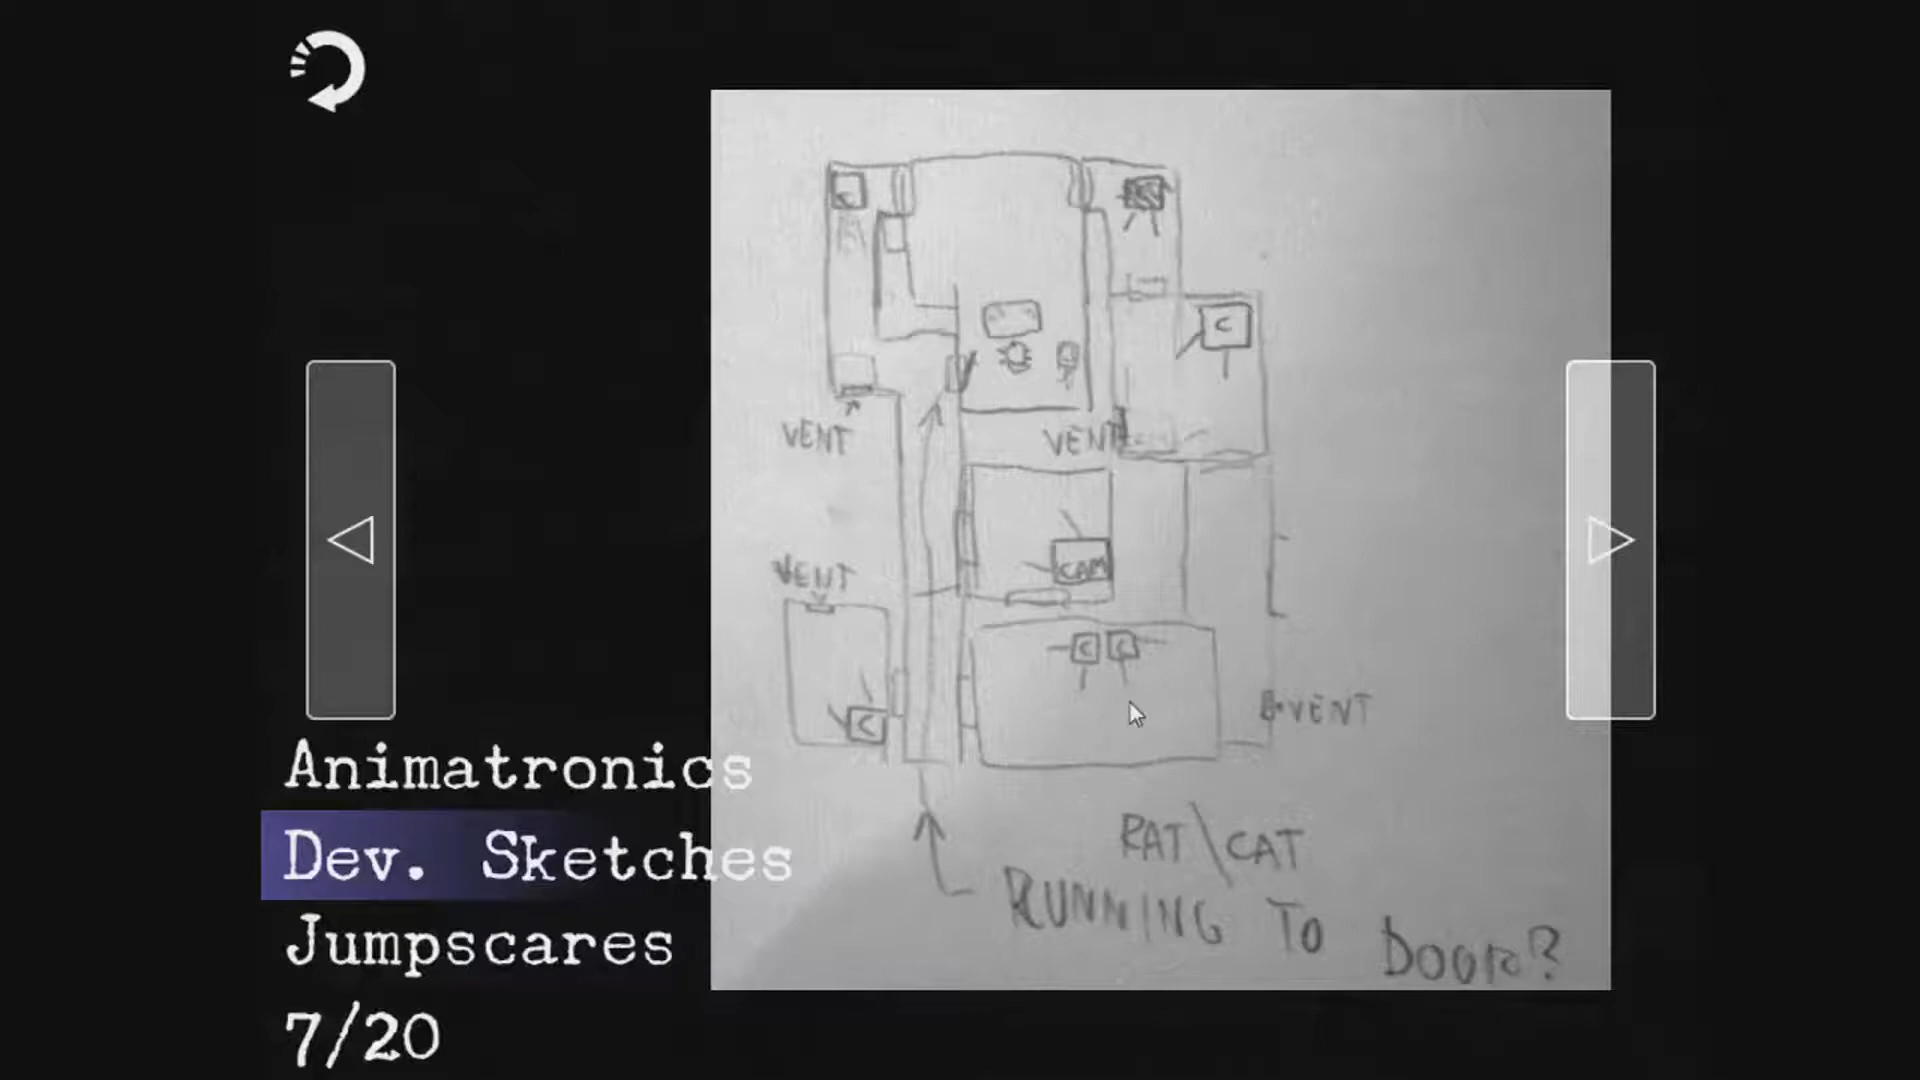 Animatronics
Dev. Sketches
Jumpscares
7/20
C
VENT
VENT
CAM
VENT
C C
C
VENT
RAT\CAT
RUNNING TO DOOR?